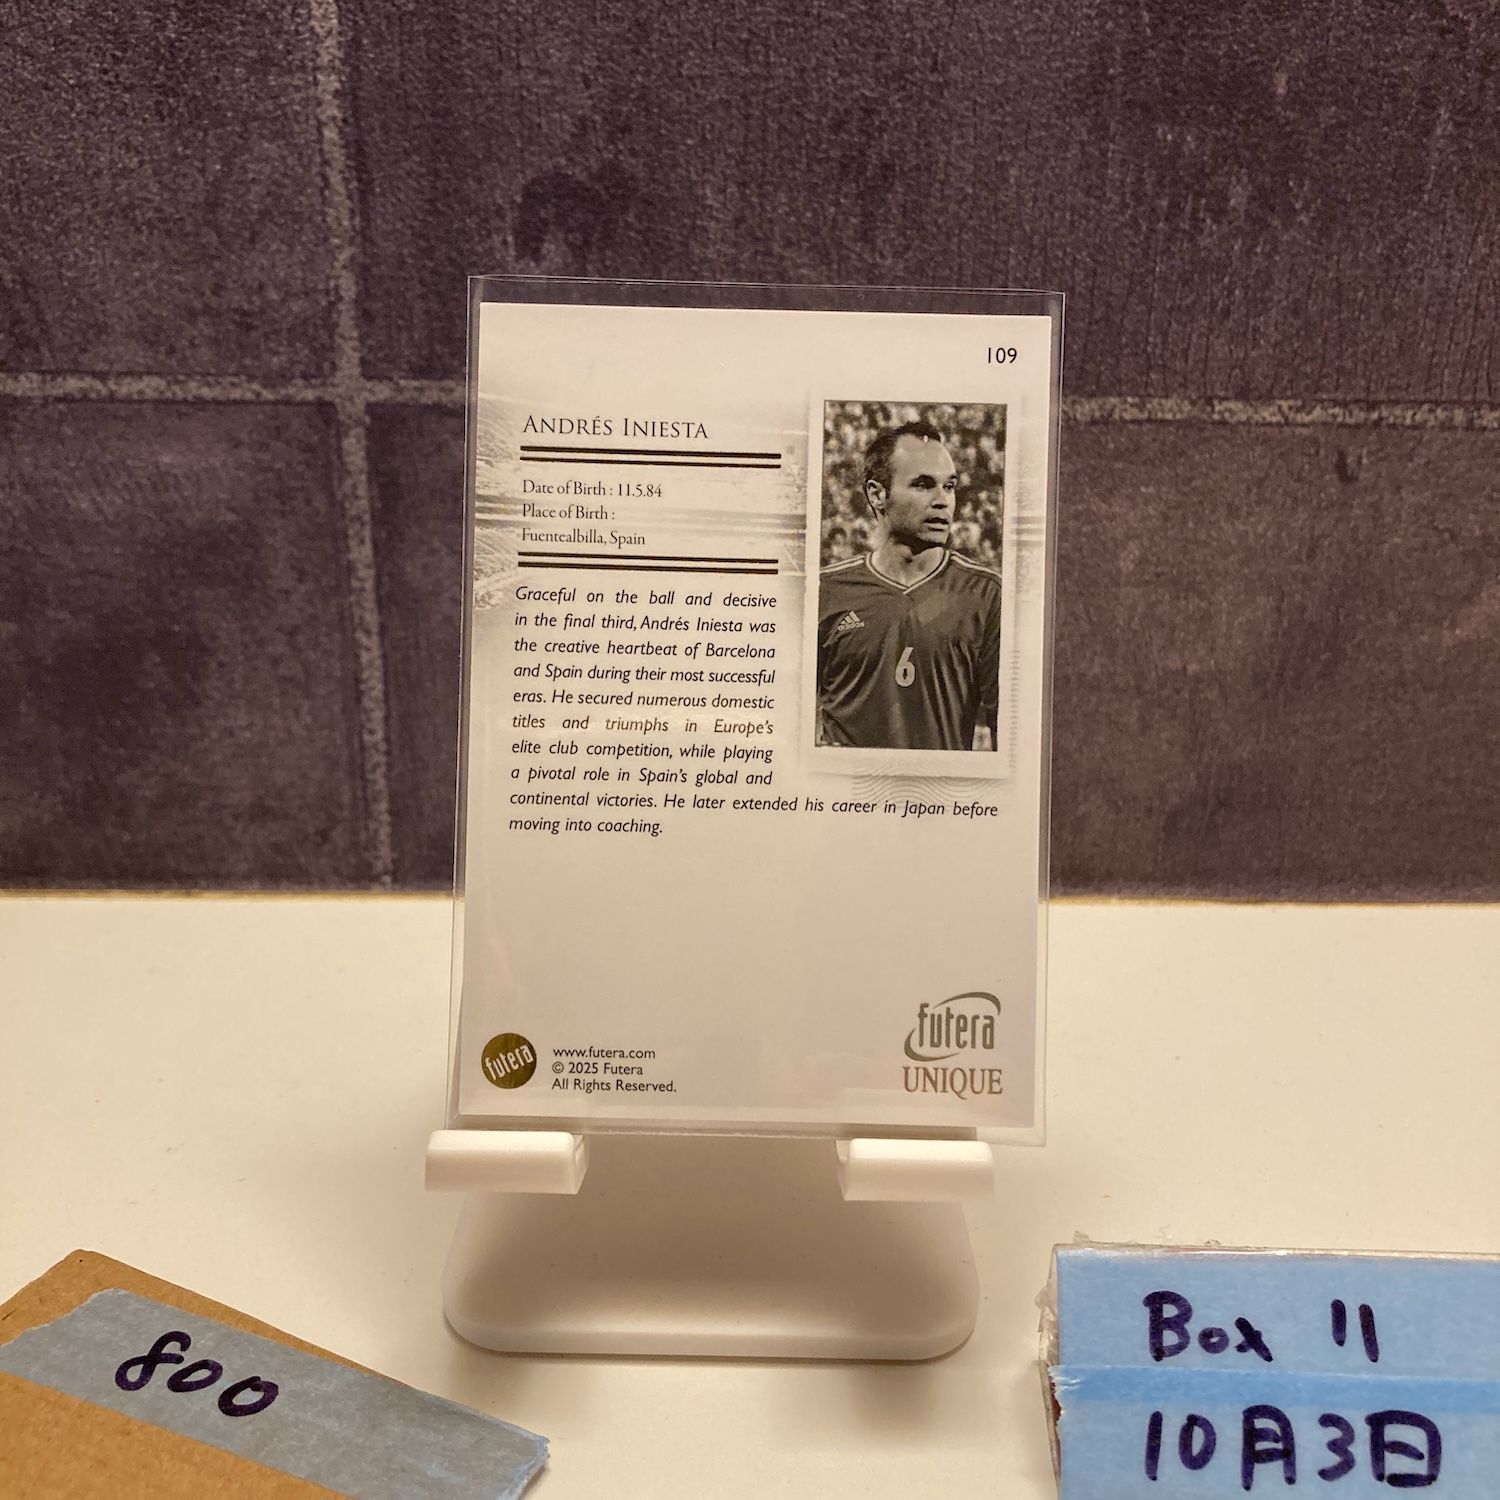 109
ANDRÉS INIESTA
Date of Birth : 11.5.84
Place of Birth :
Fuentealbilla, Spain
Graceful on the ball and decisive
in the final third, Andrés Iniesta was
the creative heartbeat of Barcelona
and Spain during their most successful
eras. He secured numerous domestic
titles and triumphs in Europe's
elite club competition, while playing
a pivotal role in Spain's global and
continental victories. He later extended his career in Japan before
moving into coaching.
adidas
6
futera
www.futera.com
© 2025 Futera
All Rights Reserved.
futera
UNIQUE
800
Box 11
10月3日